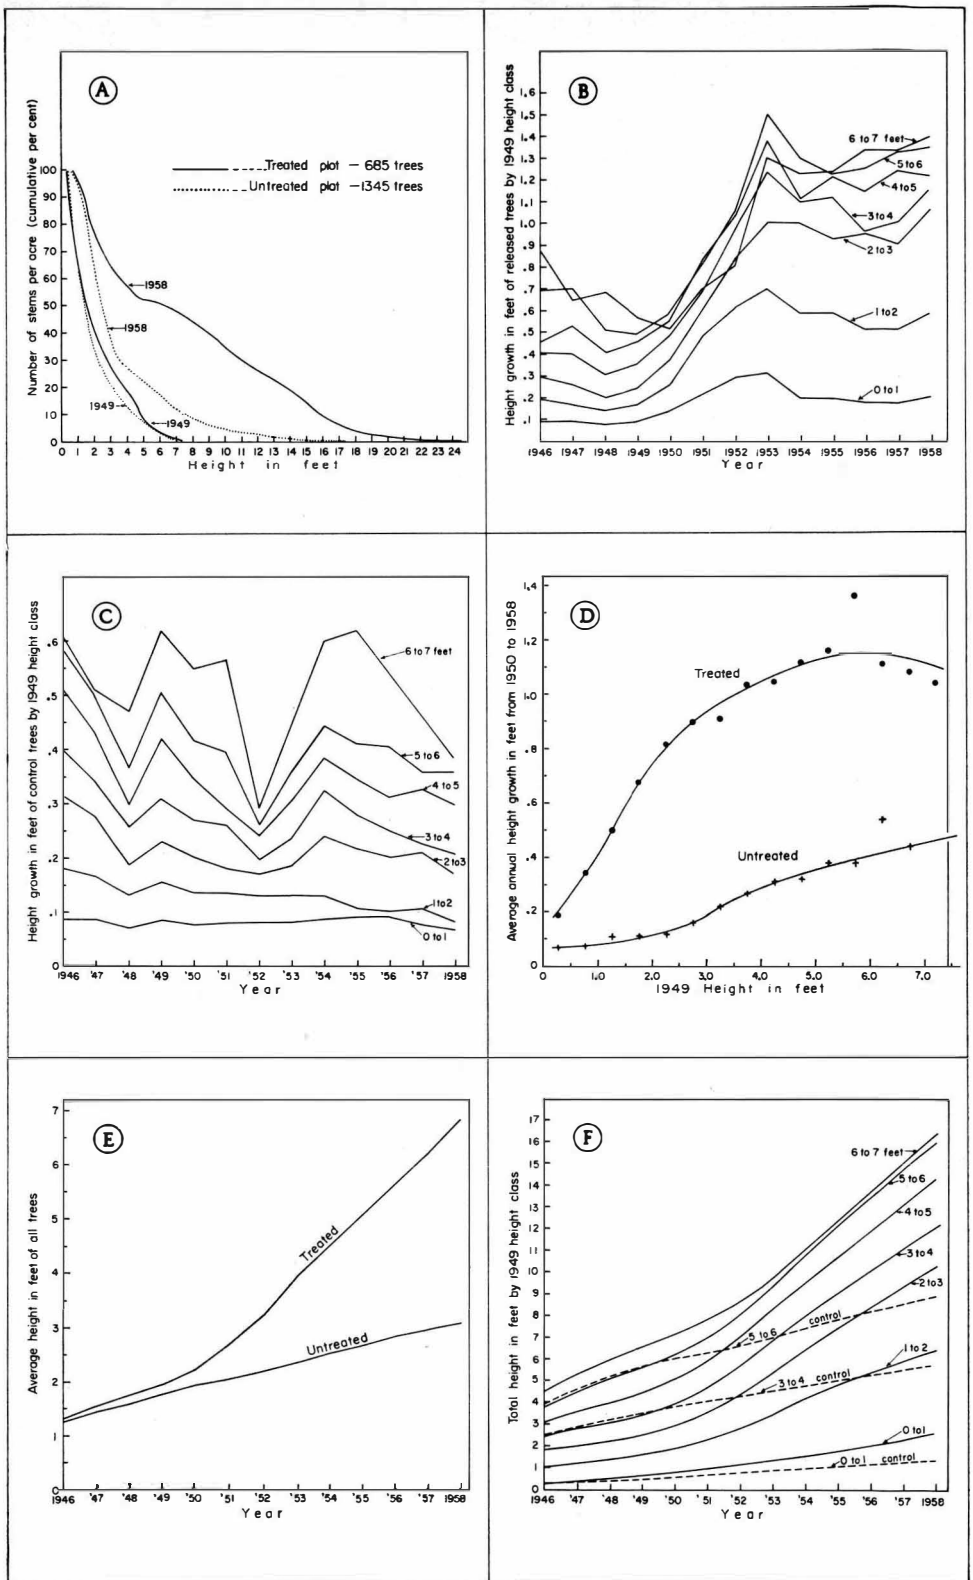 A
Number of stems per acre (cumulative per cent)
100
90
80
70
60
50
40
30
20
10
0
Treated plot – 685 trees
Untreated plot – 1345 trees
1958
1958
1949
1949
0 1 2 3 4 5 6 7 8 9 10 11 12 13 14 15 16 17 18 19 20 21 22 23 24
Height in feet
B
Height growth in feet of released trees by 1949 height class
1.6
1.5
1.4
1.3
1.2
1.1
1.0
.9
.8
.7
.6
.5
.4
.3
.2
.1
6 to 7 feet
5 to 6
4 to 5
3 to 4
2 to 3
1 to 2
0 to 1
1946 1947 1948 1949 1950 1951 1952 1953 1954 1955 1956 1957 1958
Year
C
Height growth in feet of control trees by 1949 height class
.6
.5
.4
.3
.2
.1
0
6 to 7 feet
5 to 6
4 to 5
3 to 4
2 to 3
1 to 2
0 to 1
1946 '47 '48 '49 '50 '51 '52 '53 '54 '55 '56 '57 1958
Year
D
Average annual height growth in feet from 1950 to 1958
1.4
1.2
1.0
.8
.6
.4
.2
0
Treated
Untreated
0 1.0 2.0 3.0 4.0 5.0 6.0 7.0
1949 Height in feet
E
Average height in feet of all trees
7
6
5
4
3
2
1
0
Treated
Untreated
1946 '47 '48 '49 '50 '51 '52 '53 '54 '55 '56 '57 1958
Year
F
Total height in feet by 1949 height class
17
16
15
14
13
12
11
10
9
8
7
6
5
4
3
2
1
0
6 to 7 feet
5 to 6
4 to 5
3 to 4
2 to 3
control
5 to 6
1 to 2
3 to 4 control
0 to 1
0 to 1 control
1946 '47 '48 '49 '50 '51 '52 '53 '54 '55 '56 '57 1958
Year